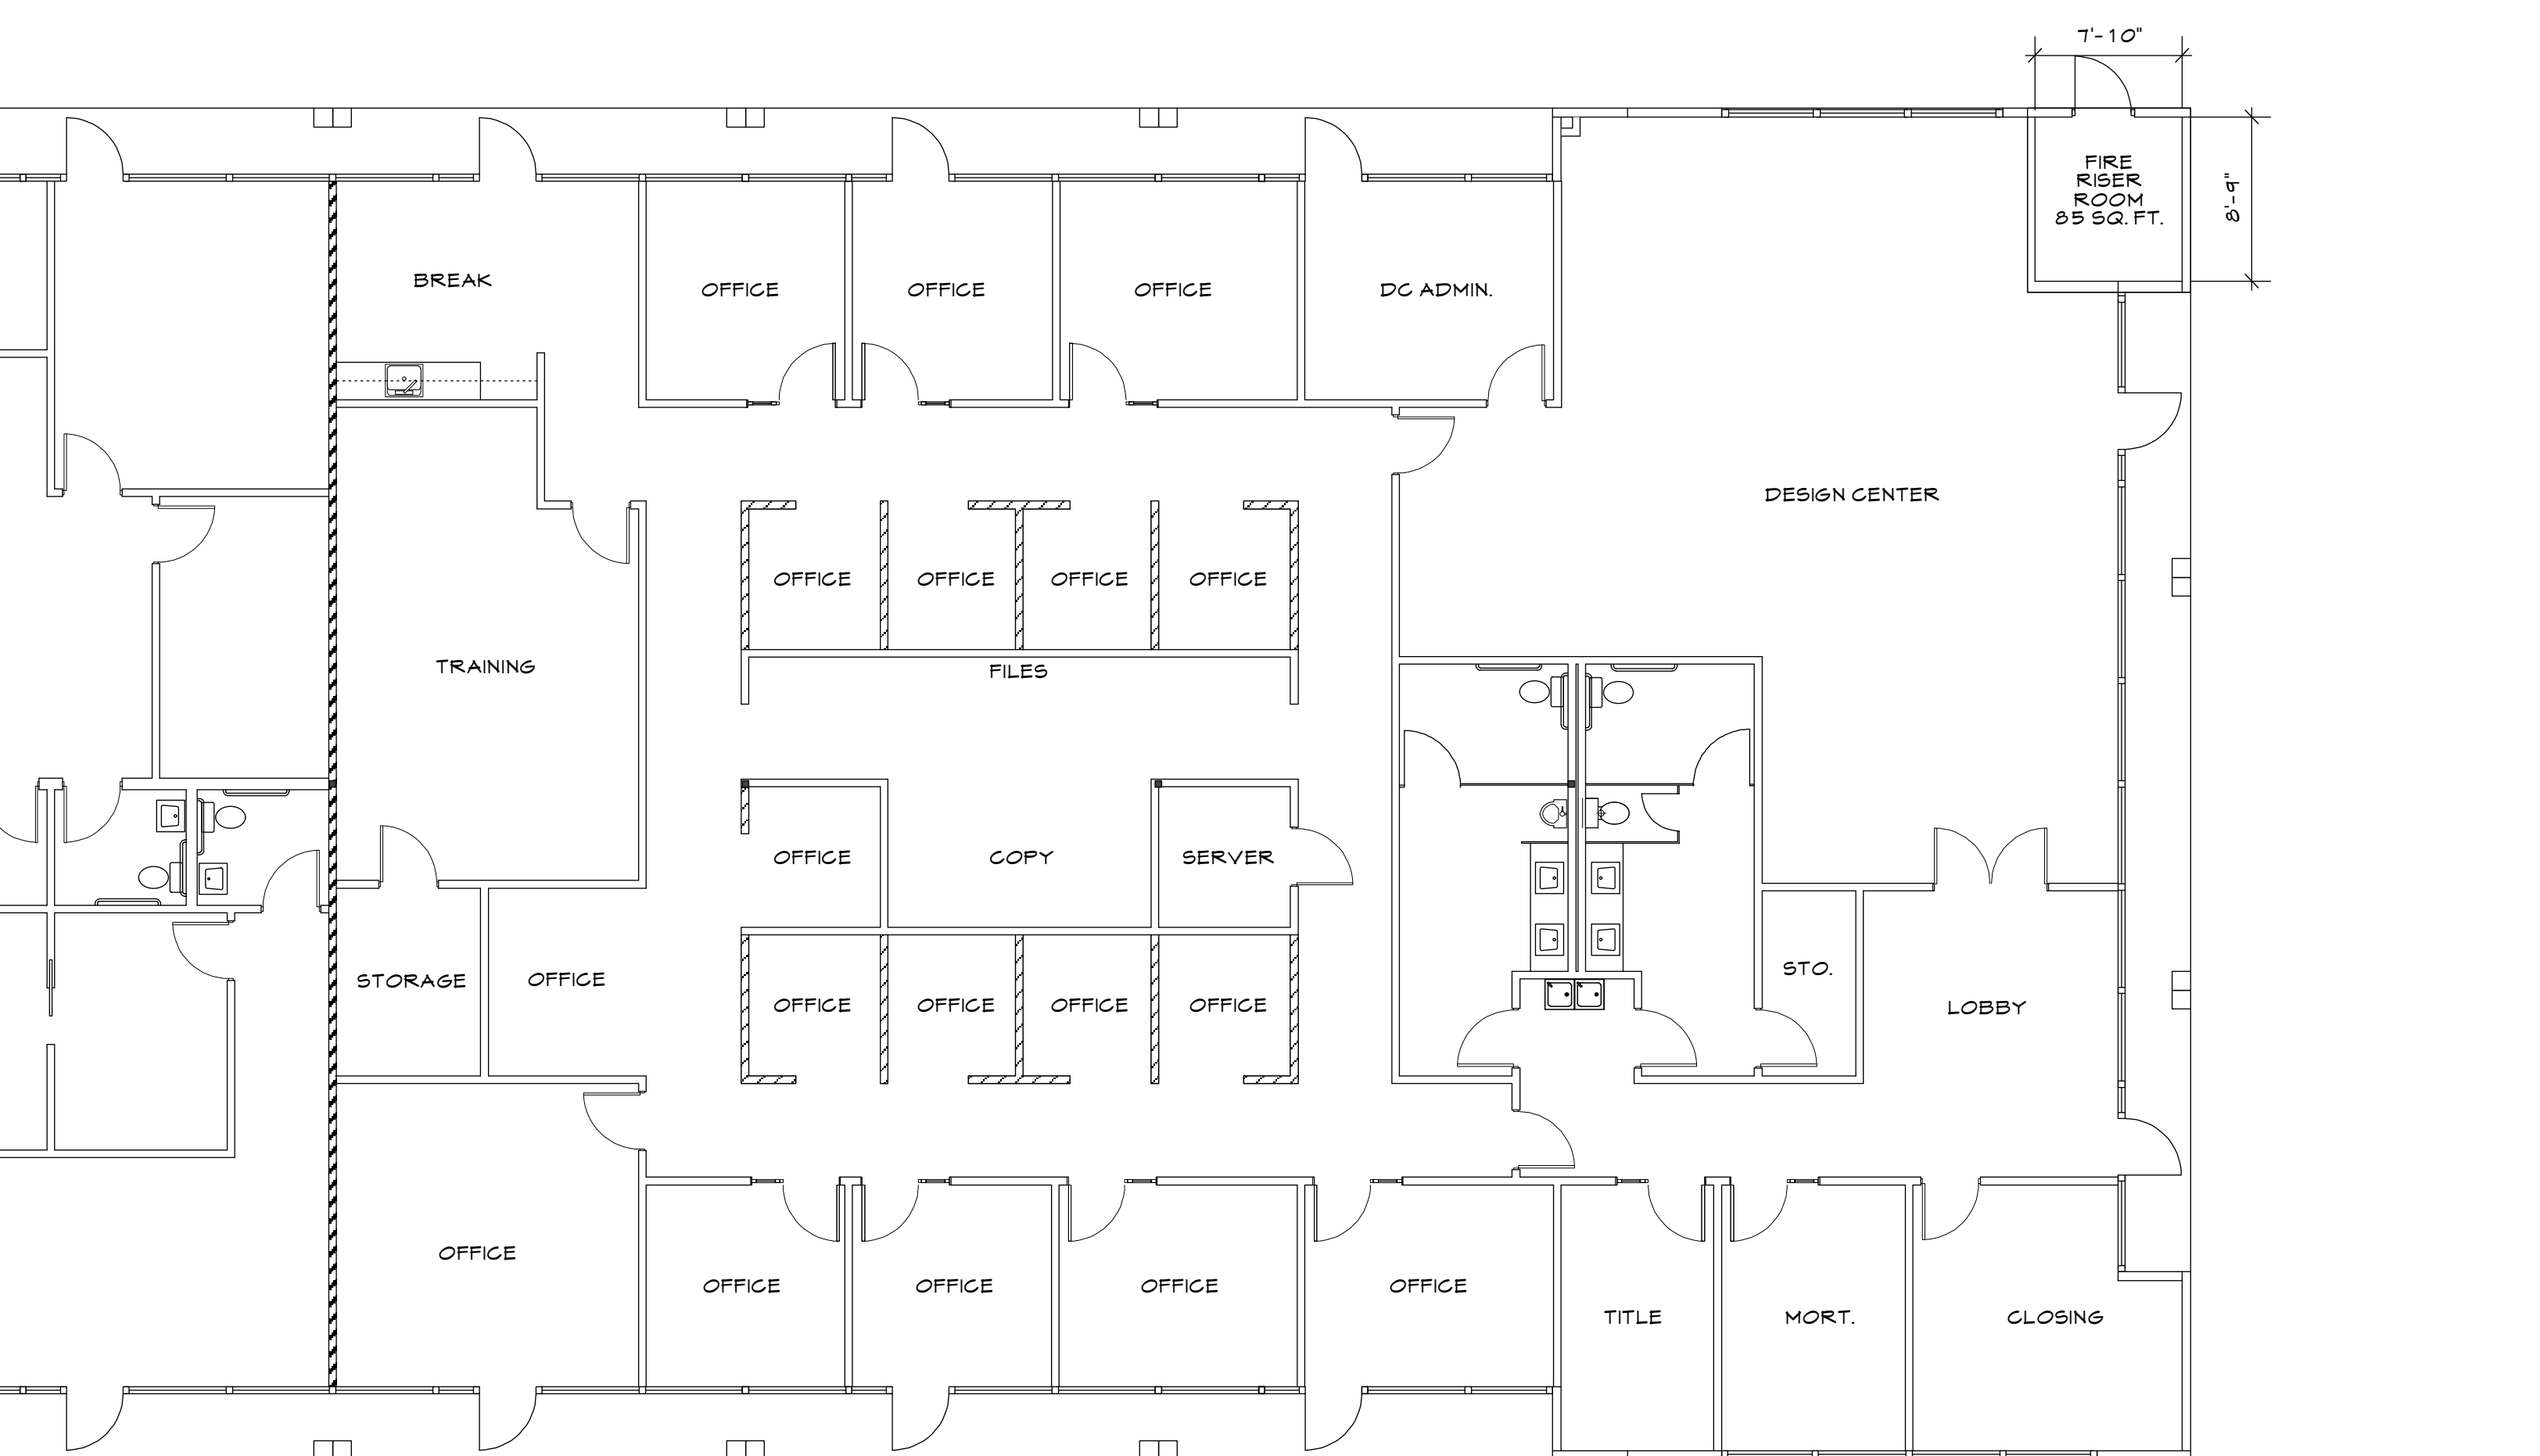 7'-10"
FIRE
RISER
ROOM
85 SQ. FT.
8'-9"
BREAK
OFFICE
OFFICE
OFFICE
DC ADMIN.
DESIGN CENTER
OFFICE
OFFICE
OFFICE
OFFICE
TRAINING
FILES
OFFICE
COPY
SERVER
STORAGE
OFFICE
OFFICE
OFFICE
OFFICE
OFFICE
STO.
LOBBY
OFFICE
OFFICE
OFFICE
OFFICE
OFFICE
TITLE
MORT.
CLOSING